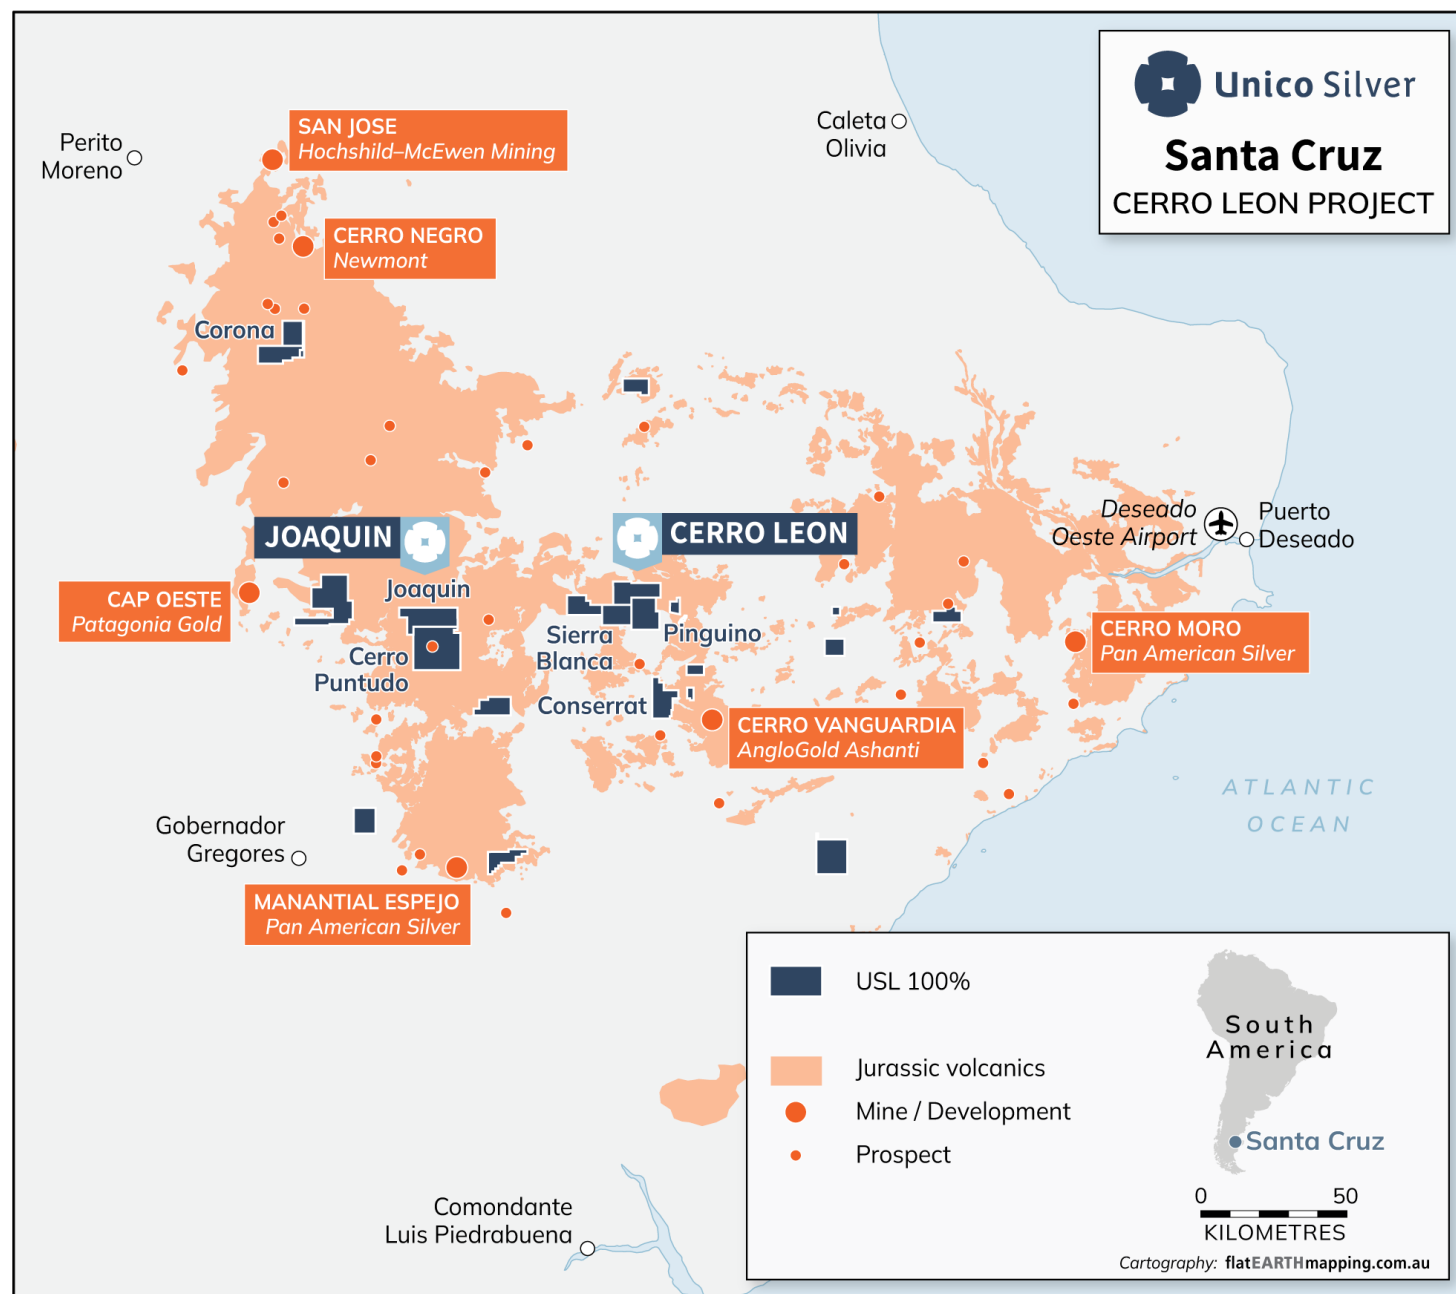 Unico Silver
Santa Cruz
CERRO LEON PROJECT
Perito
Moreno
SAN JOSE
Hochshild–McEwen Mining
Caleta
Olivia
CERRO NEGRO
Newmont
Corona
JOAQUIN
CERRO LEON
Deseado
Oeste Airport
Puerto
Deseado
CAP OESTE
Patagonia Gold
Joaquin
Cerro
Puntudo
Sierra
Blanca
Pinguino
CERRO MORO
Pan American Silver
Conserrat
CERRO VANGUARDIA
AngloGold Ashanti
ATLANTIC
OCEAN
Gobernador
Gregores
MANANTIAL ESPEJO
Pan American Silver
USL 100%
Jurassic volcanics
Mine / Development
Prospect
South
America
Santa Cruz
0 50
KILOMETRES
Cartography: flatEARTHmapping.com.au
Comondante
Luis Piedrabuena